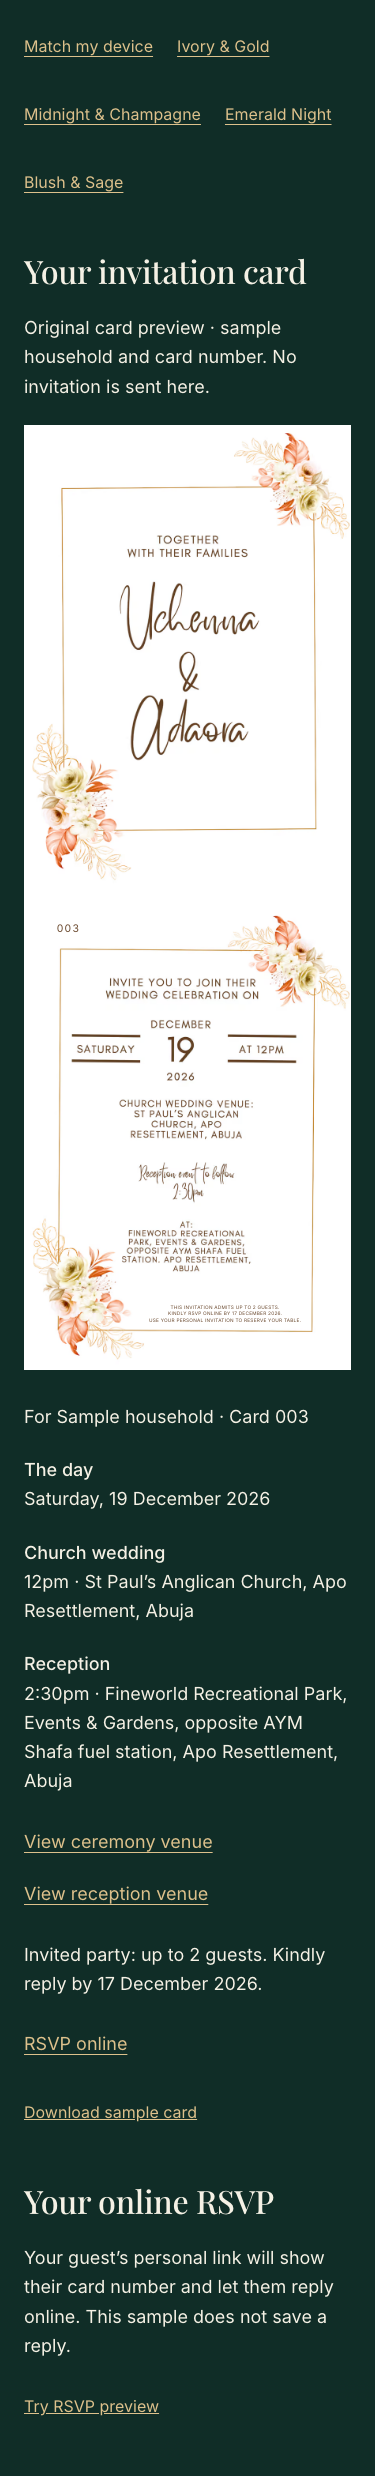 Match my device Ivory & Gold
Midnight & Champagne Emerald Night
Blush & Sage
Your invitation card
Original card preview · sample
household and card number. No
invitation is sent here.
TOGETHER
WITH THEIR FAMILIES
Uchenna
&
Adaora
003
INVITE YOU TO JOIN THEIR
WEDDING CELEBRATION ON
DECEMBER
SATURDAY 19 AT 12PM
2026
CHURCH WEDDING VENUE:
ST PAUL'S ANGLICAN
CHURCH, APO
RESETTLEMENT, ABUJA
Reception event to follow
2:30pm
AT:
FINEWORLD RECREATIONAL
PARK, EVENTS & GARDENS,
OPPOSITE AYM SHAFA FUEL
STATION. APO RESETTLEMENT,
ABUJA
THIS INVITATION ADMITS UP TO 2 GUESTS.
KINDLY RSVP ONLINE BY 17 DECEMBER 2026.
USE YOUR PERSONAL INVITATION TO RESERVE YOUR TABLE.
For Sample household · Card 003
The day
Saturday, 19 December 2026
Church wedding
12pm · St Paul’s Anglican Church, Apo
Resettlement, Abuja
Reception
2:30pm · Fineworld Recreational Park,
Events & Gardens, opposite AYM
Shafa fuel station, Apo Resettlement,
Abuja
View ceremony venue
View reception venue
Invited party: up to 2 guests. Kindly
reply by 17 December 2026.
RSVP online
Download sample card
Your online RSVP
Your guest’s personal link will show
their card number and let them reply
online. This sample does not save a
reply.
Try RSVP preview